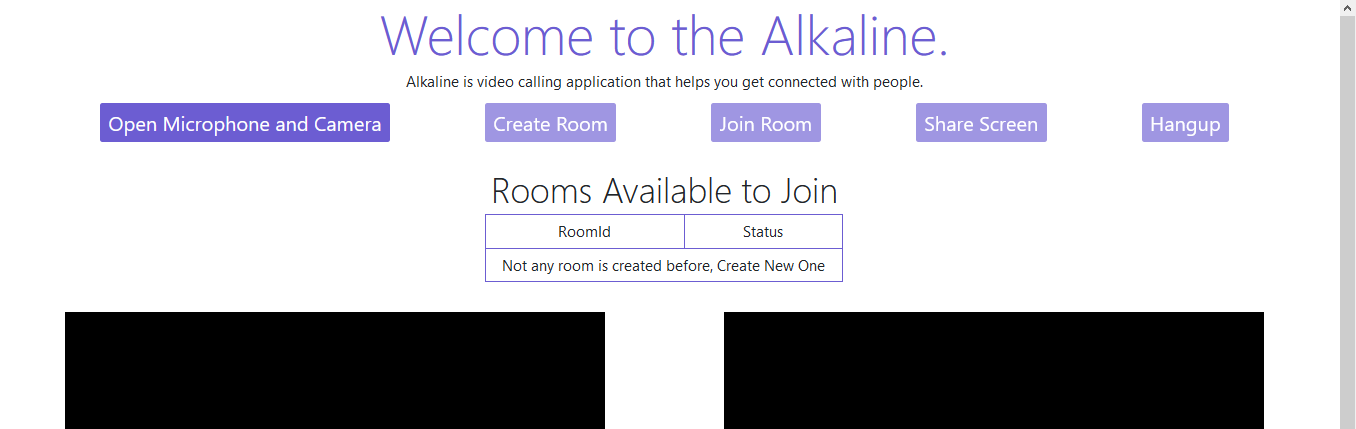 Welcome to the Alkaline.
Alkaline is video calling application that helps you get connected with people.
Open Microphone and Camera Create Room Join Room Share Screen Hangup
Rooms Available to Join
RoomId Status
Not any room is created before, Create New One